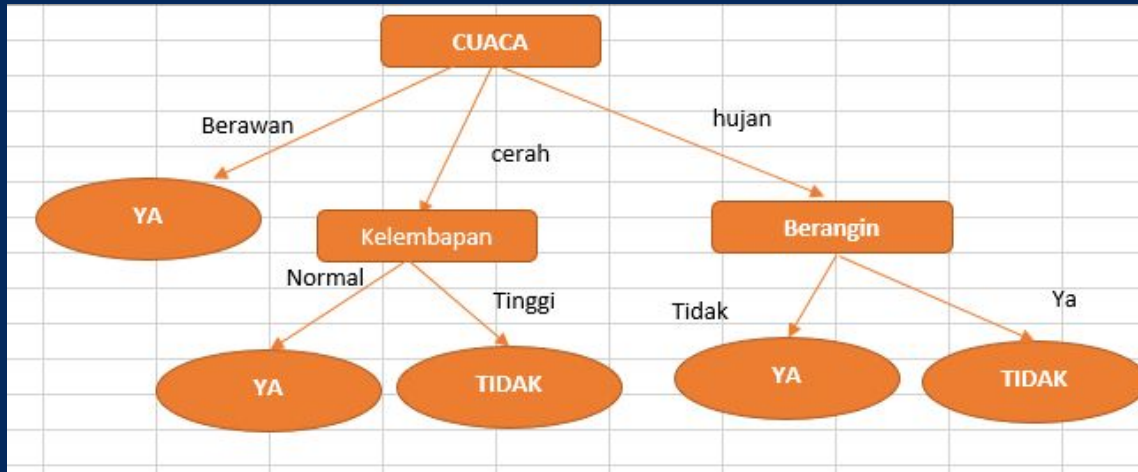 CUACA
Berawan
cerah
hujan
YA
Kelembapan
Berangin
Normal
Tinggi
Tidak
Ya
YA
TIDAK
YA
TIDAK